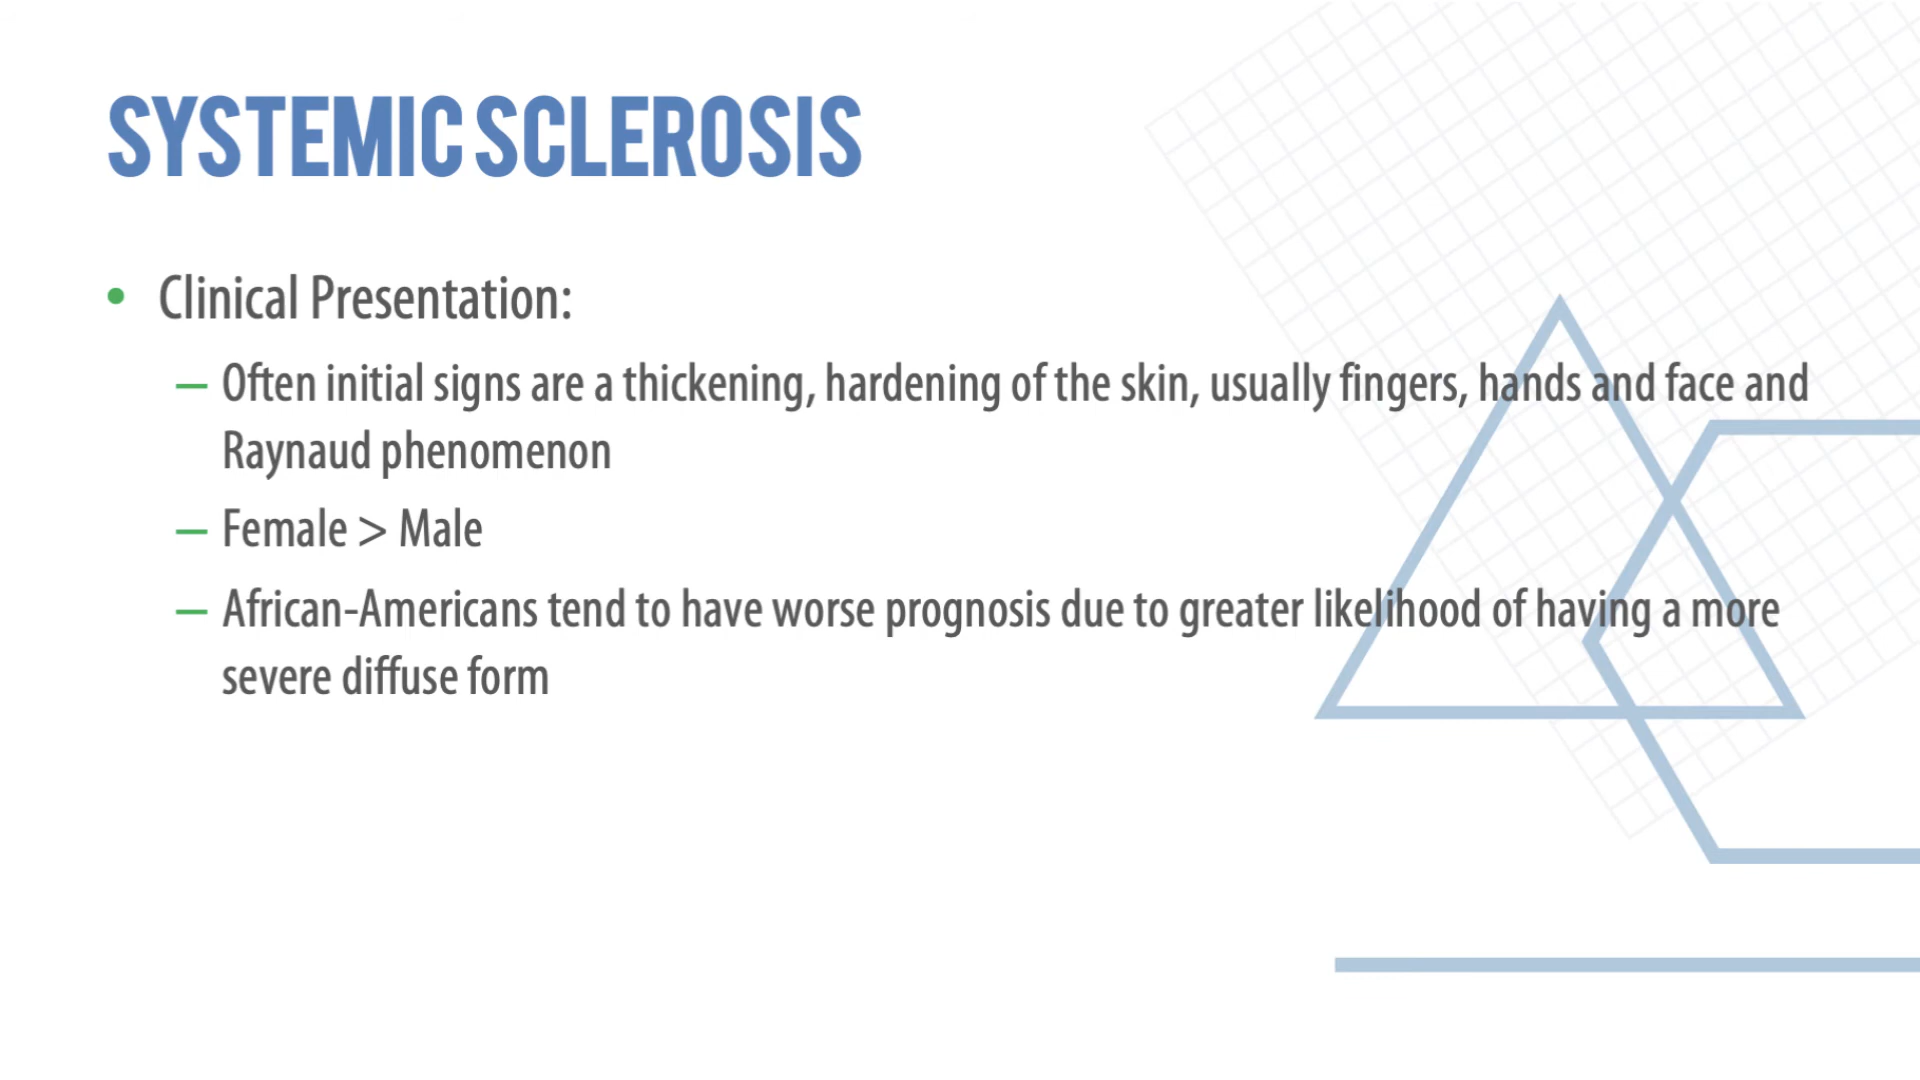 SYSTEMIC SCLEROSIS
• Clinical Presentation:
– Often initial signs are a thickening, hardening of the skin, usually fingers, hands and face and
Raynaud phenomenon
– Female > Male
– African-Americans tend to have worse prognosis due to greater likelihood of having a more
severe diffuse form